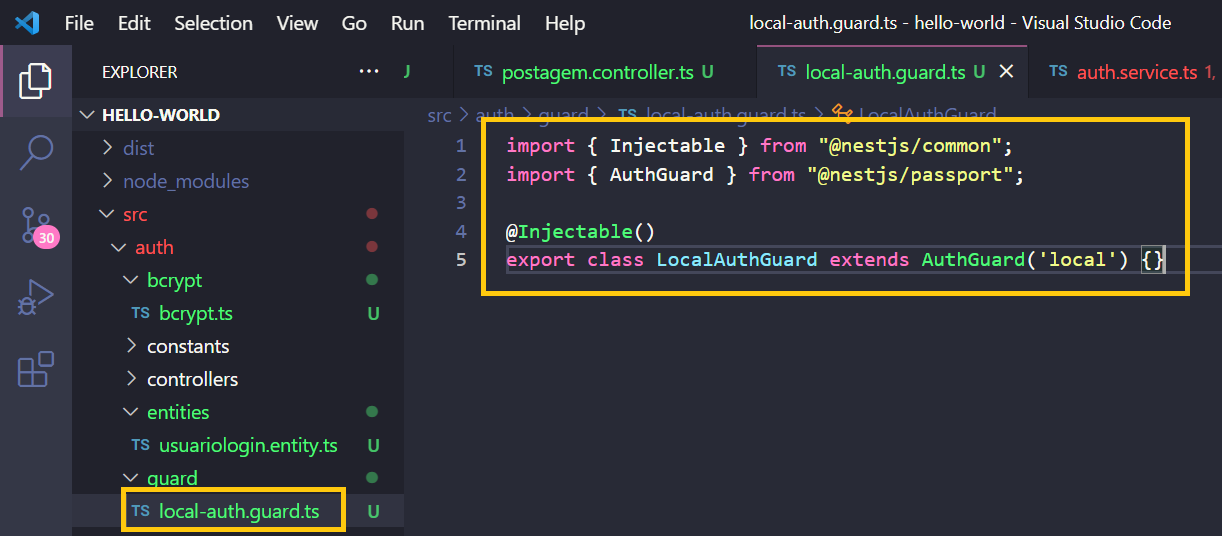 File Edit Selection View Go Run Terminal Help local-auth.guard.ts - hello-world - Visual Studio Code
EXPLORER ... J TS postagem.controller.ts U TS local-auth.guard.ts U TS auth.service.ts 1,
HELLO-WORLD
src > auth > guard > TS local-auth.guard.ts > LocalAuthGuard
dist
node_modules
src
auth
bcrypt
TS bcrypt.ts U
constants
controllers
entities
TS usuariologin.entity.ts U
guard
TS local-auth.guard.ts U
30
1 import { Injectable } from "@nestjs/common";
2 import { AuthGuard } from "@nestjs/passport";
3
4 @Injectable()
5 export class LocalAuthGuard extends AuthGuard('local') {}